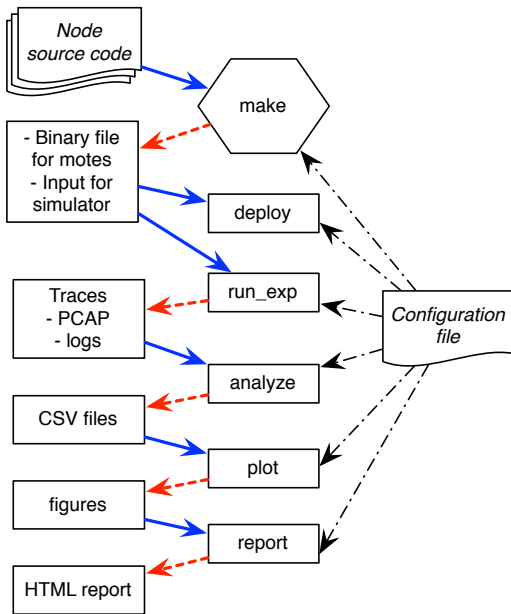 Node
source code
make
- Binary file
for motes
- Input for
simulator
deploy
run_exp
Configuration
file
Traces
- PCAP
- logs
analyze
CSV files
plot
figures
report
HTML report